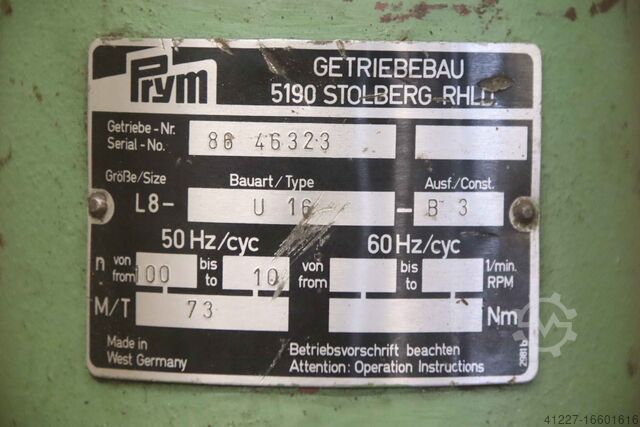 Prym
GETRIEBEBAU
5190 STOLBERG RHLD.
Getriebe-Nr.
Serial-No.
86 46323
Größe/Size
Bauart/Type
Ausf./Const.
L8- U 16 - B 3
50 Hz/cyc
60 Hz/cyc
n von from 100 bis to 10 von from bis to 1/min. RPM
M/T 73 Nm
Made in
West Germany
Betriebsvorschrift beachten
Attention: Operation Instructions
2981b
41227-16601616